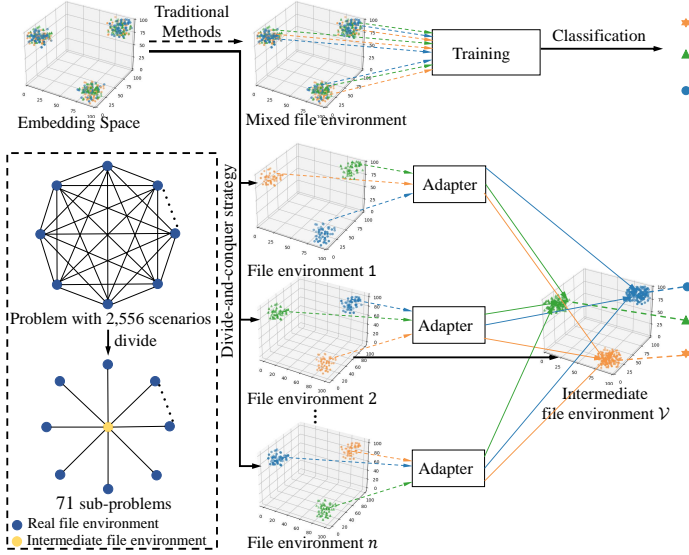 Traditional
Methods
Training
Classification
Embedding Space
Mixed file environment
Divide-and-conquer strategy
Adapter
File environment 1
Problem with 2,556 scenarios
divide
Adapter
File environment 2
Intermediate
file environment 𝒱
Adapter
71 sub-problems
Real file environment
Intermediate file environment
File environment n